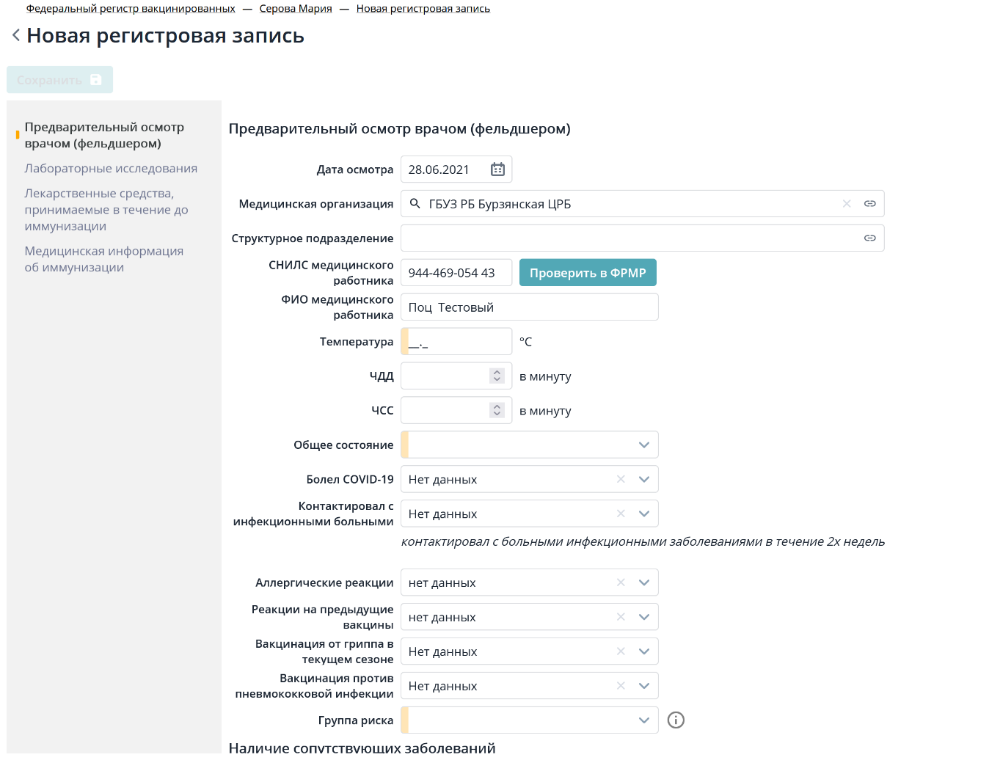 Федеральный регистр вакцинированных — Серова Мария — Новая регистровая запись
Новая регистровая запись
Сохранить
Предварительный осмотр
врачом (фельдшером)
Лабораторные исследования
Лекарственные средства,
принимаемые в течение до
иммунизации
Медицинская информация
об иммунизации
Предварительный осмотр врачом (фельдшером)
Дата осмотра 28.06.2021
Медицинская организация ГБУЗ РБ Бурзянская ЦРБ
Структурное подразделение
СНИЛС медицинского
работника 944-469-054 43 Проверить в ФРМР
ФИО медицинского
работника Поц Тестовый
Температура __._ °C
ЧДД в минуту
ЧСС в минуту
Общее состояние
Болел COVID-19 Нет данных
Контактировал с
инфекционными больными Нет данных
контактировал с больными инфекционными заболеваниями в течение 2х недель
Аллергические реакции нет данных
Реакции на предыдущие
вакцины нет данных
Вакцинация от гриппа в
текущем сезоне Нет данных
Вакцинация против
пневмококковой инфекции Нет данных
Группа риска
Наличие сопутствующих заболеваний